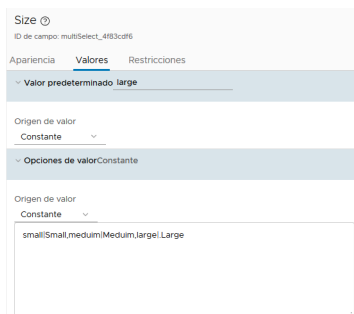 Size
ID de campo: multiSelect_4f83cdf6
Apariencia Valores Restricciones
Valor predeterminado large
Origen de valor
Constante
Opciones de valorConstante
Origen de valor
Constante
small|Small,meduim|Meduim,large|.Large